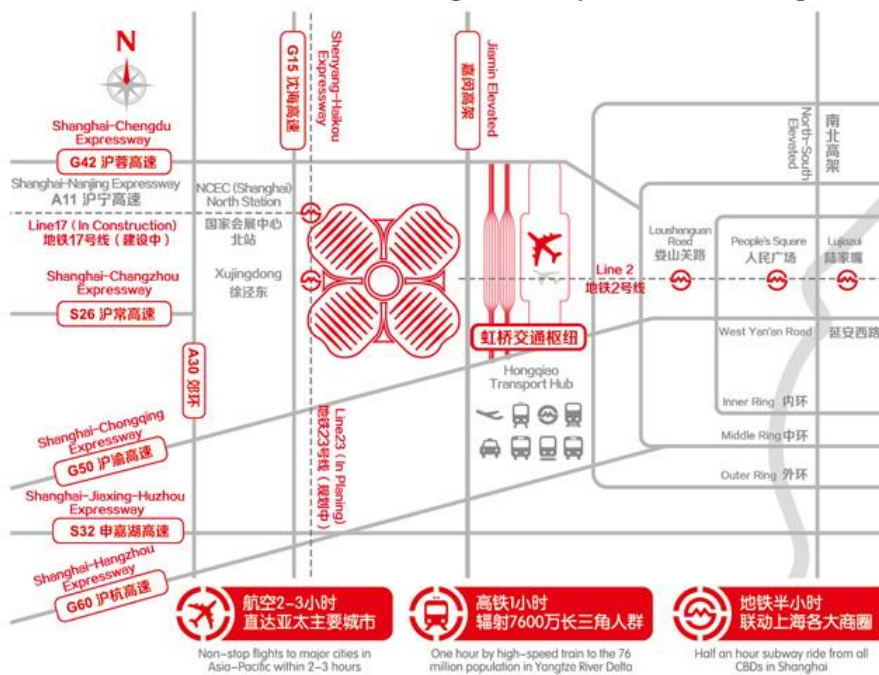 N
G15 沈海高速
Shenyang-Haikou
Expressway
Jiamin Elevated
嘉闵高架
North-South
Elevated
南北高架
Shanghai-Chengdu
Expressway
G42 沪蓉高速
Shanghai-Nanjing Expressway
A11 沪宁高速
NCEC (Shanghai)
North Station
国家会展中心
北站
Line17 (In Construction)
地铁17号线（建设中）
Shanghai-Changzhou
Expressway
S26 沪常高速
Xujingdong
徐泾东
Line 2
地铁2号线
Loushanguan
Road
娄山关路
People's Square
人民广场
Lujiazui
陆家嘴
虹桥交通枢纽
Hongqiao
Transport Hub
West Yan'an Road
延安西路
A30 郊环
Inner Ring 内环
Middle Ring 中环
Outer Ring 外环
Line23 (In Planing)
地铁23号线（规划中）
Shanghai-Chongqing
Expressway
G50 沪渝高速
Shanghai-Jiaxing-Huzhou
Expressway
S32 申嘉湖高速
Shanghai-Hangzhou
Expressway
G60 沪杭高速
航空2-3小时
直达亚太主要城市
Non-stop flights to major cities in
Asia-Pacific within 2-3 hours
高铁1小时
辐射7600万长三角人群
One hour by high-speed train to the 76
million population in Yangtze River Delta
地铁半小时
联动上海各大商圈
Half an hour subway ride from all
CBDs in Shanghai